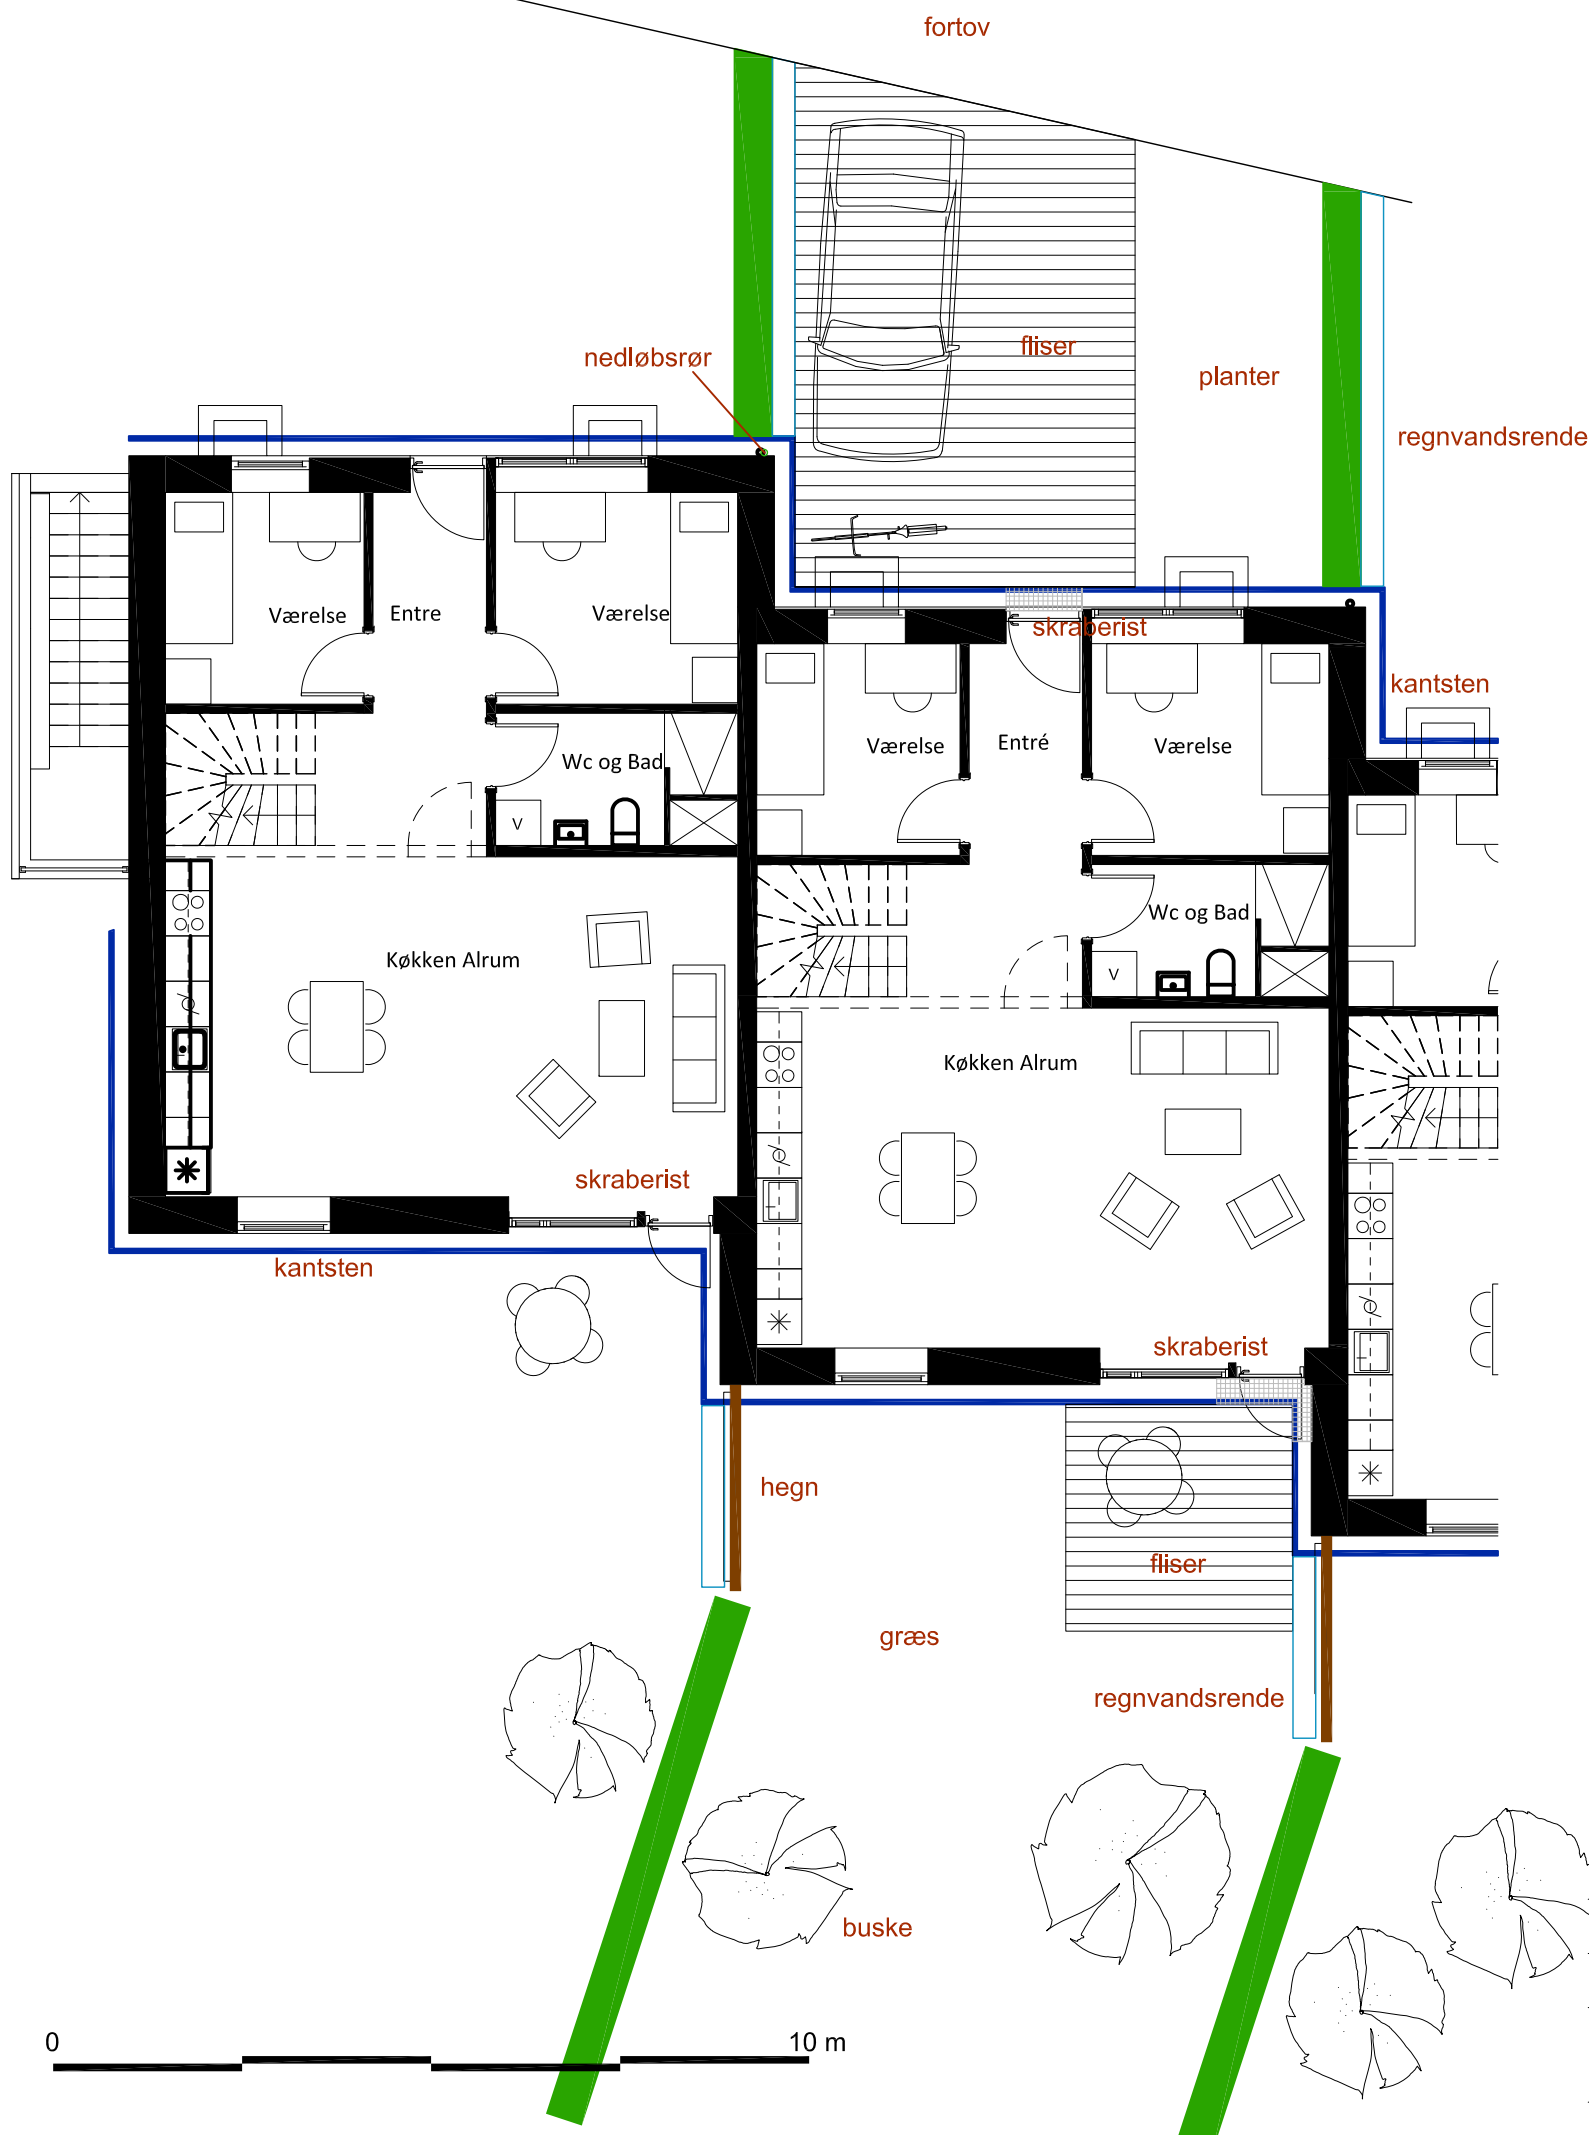 fortov
nedløbsrør
fliser
planter
regnvandsrende
Værelse
Entre
Værelse
skraberist
kantsten
Værelse
Entré
Værelse
Wc og Bad
V
Wc og Bad
V
Køkken Alrum
Køkken Alrum
skraberist
kantsten
skraberist
hegn
fliser
græs
regnvandsrende
buske
0
10 m